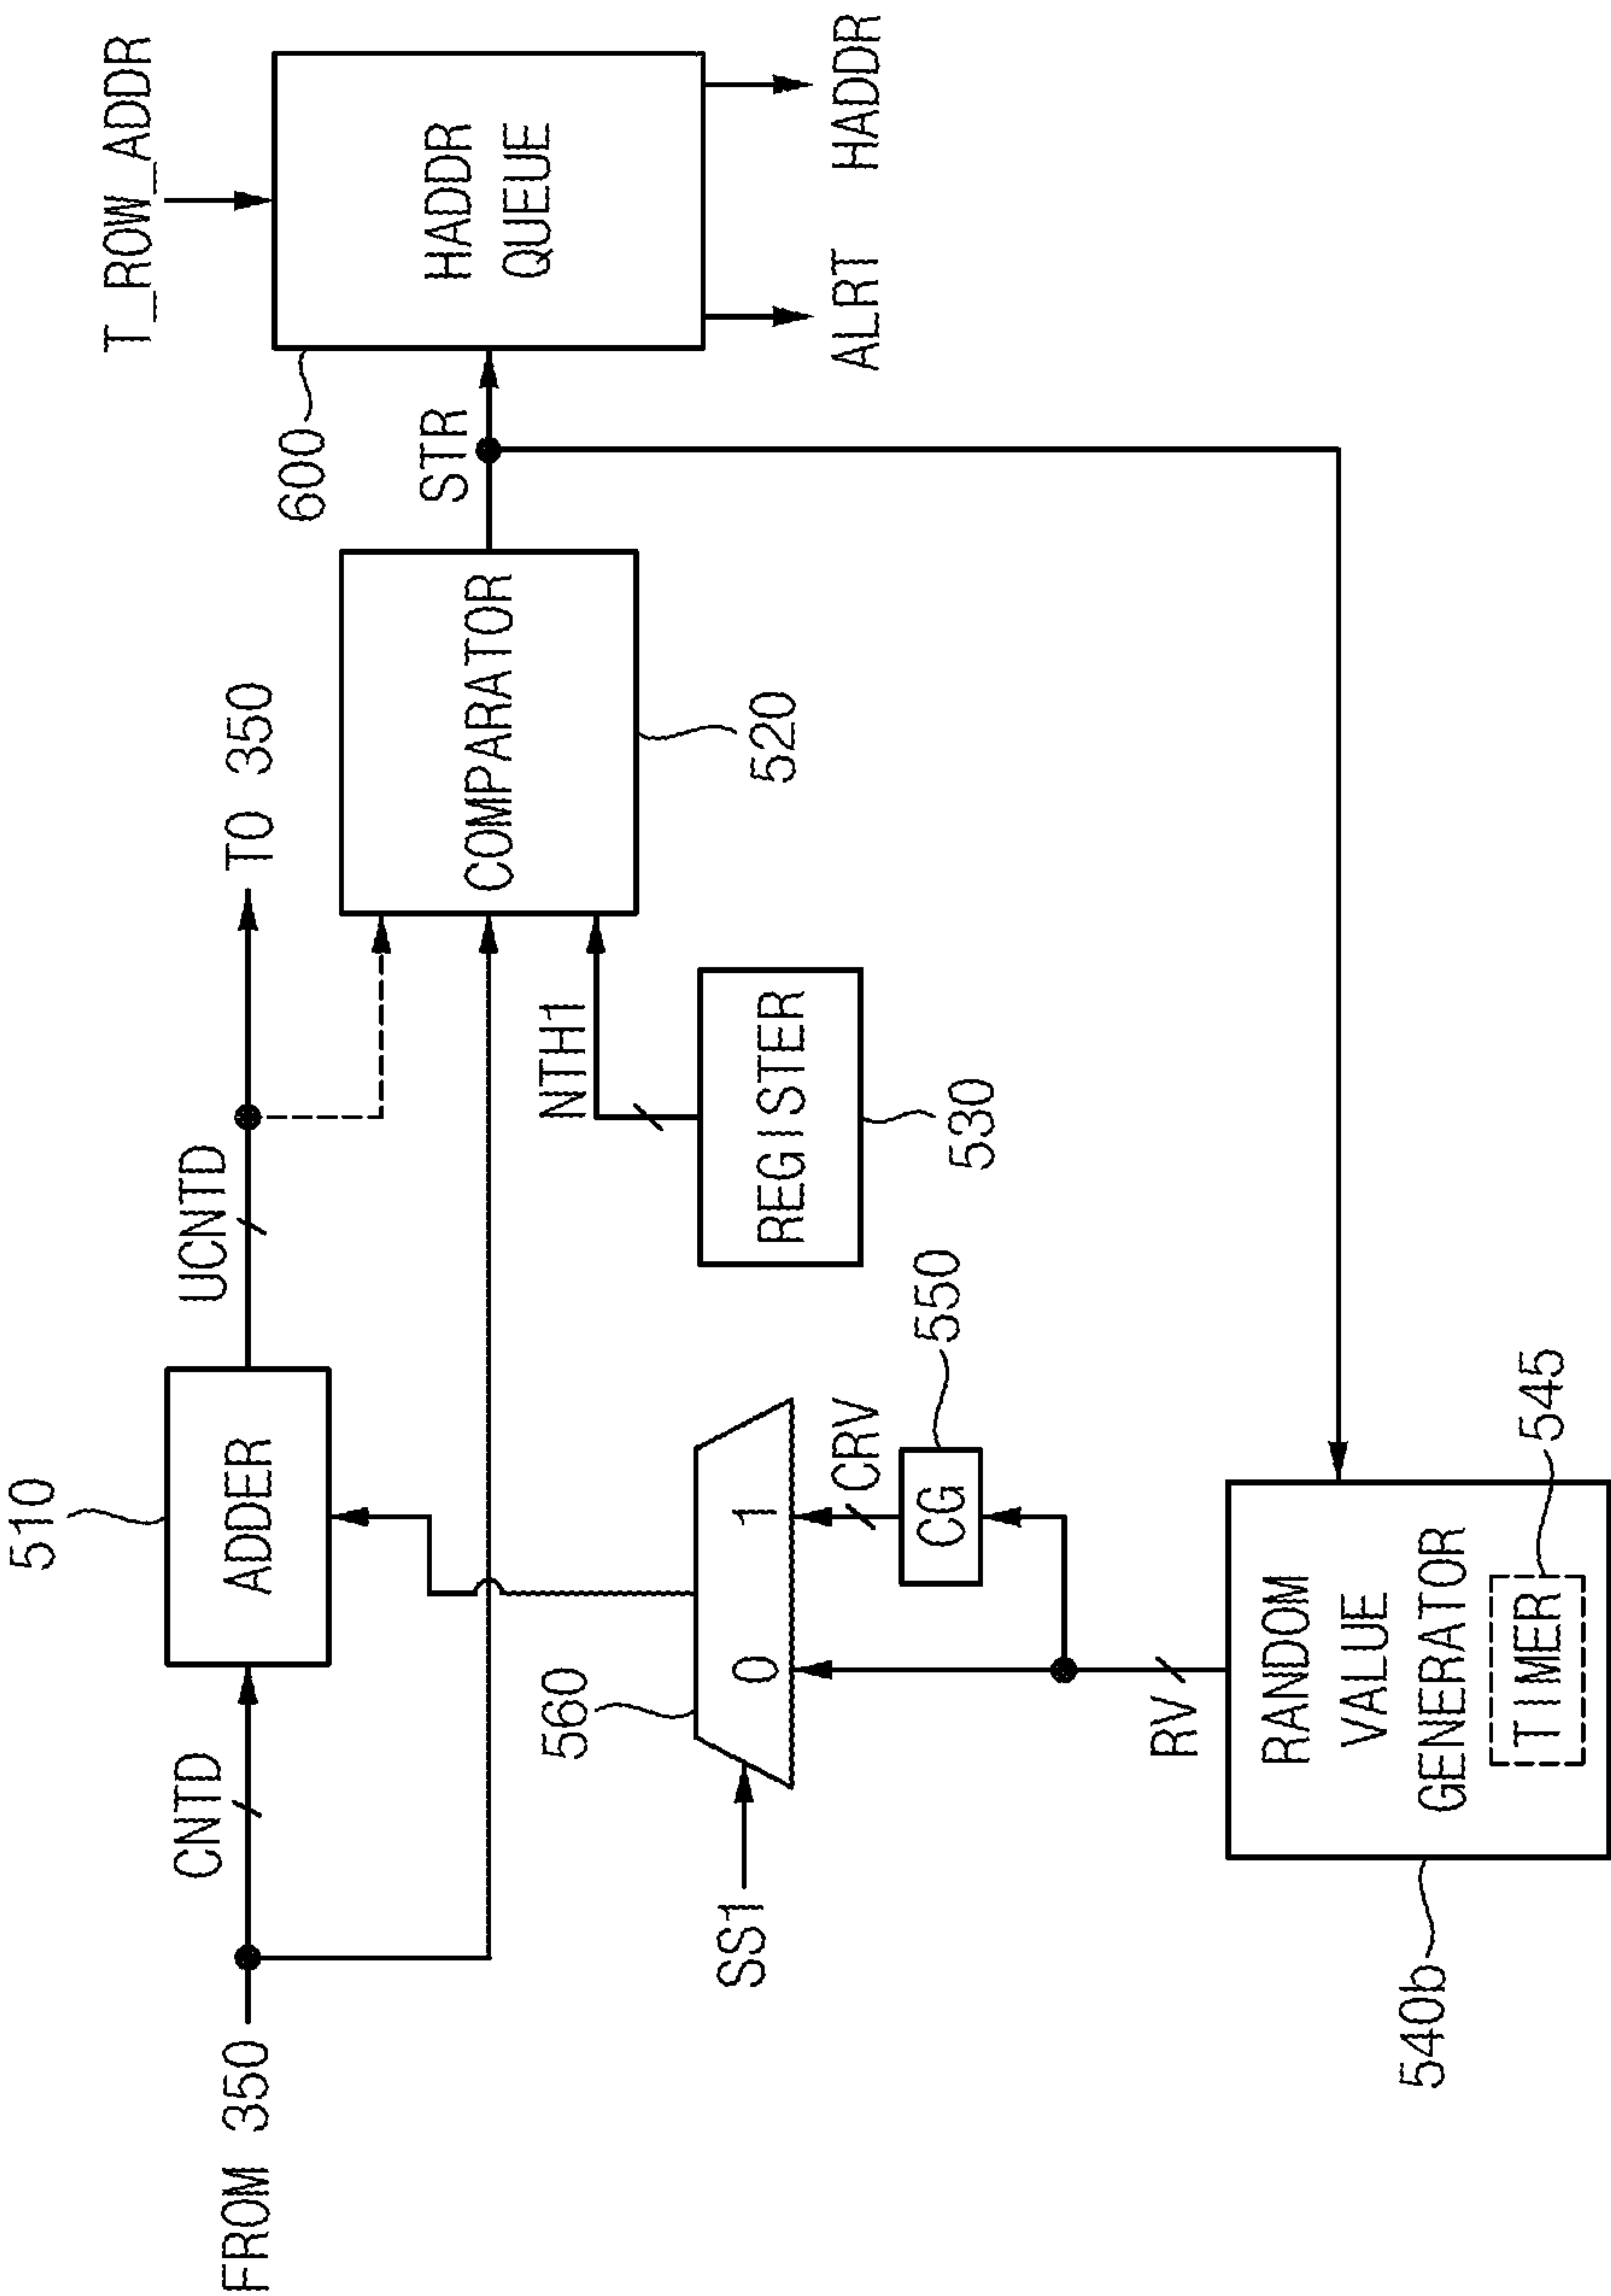 510
FROM 350
CNTD
ADDER
UCNTD
TO 350
T_ROW_ADDR
600
HADDR
QUEUE
STR
COMPARATOR
520
NTH1
REGISTER
530
ALRT
HADDR
560
SS1
0
1
CRV
CG
550
RV
RANDOM
VALUE
GENERATOR
TIMER
545
540b